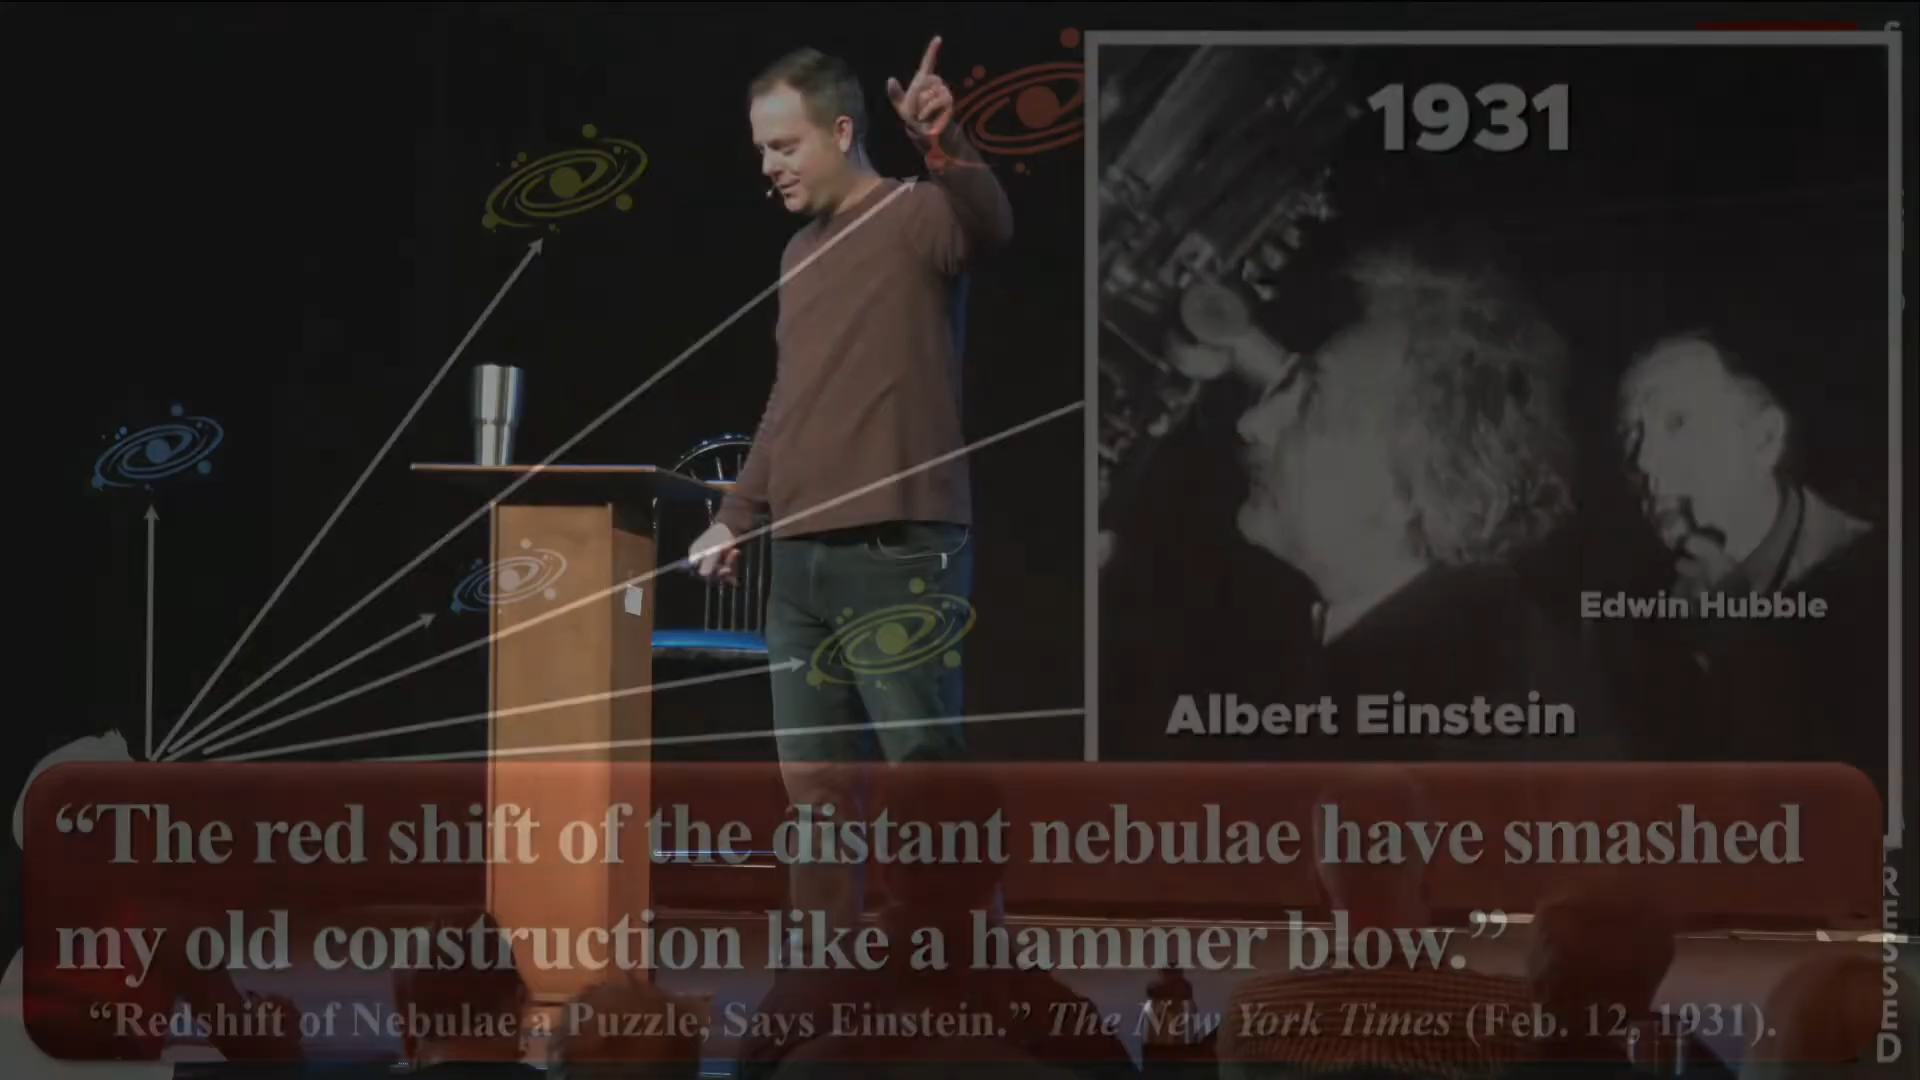 1931
Edwin Hubble
Albert Einstein
“The red shift of the distant nebulae have smashed
my old construction like a hammer blow.”
“Redshift of Nebulae a Puzzle, Says Einstein.” The New York Times (Feb. 12, 1931).